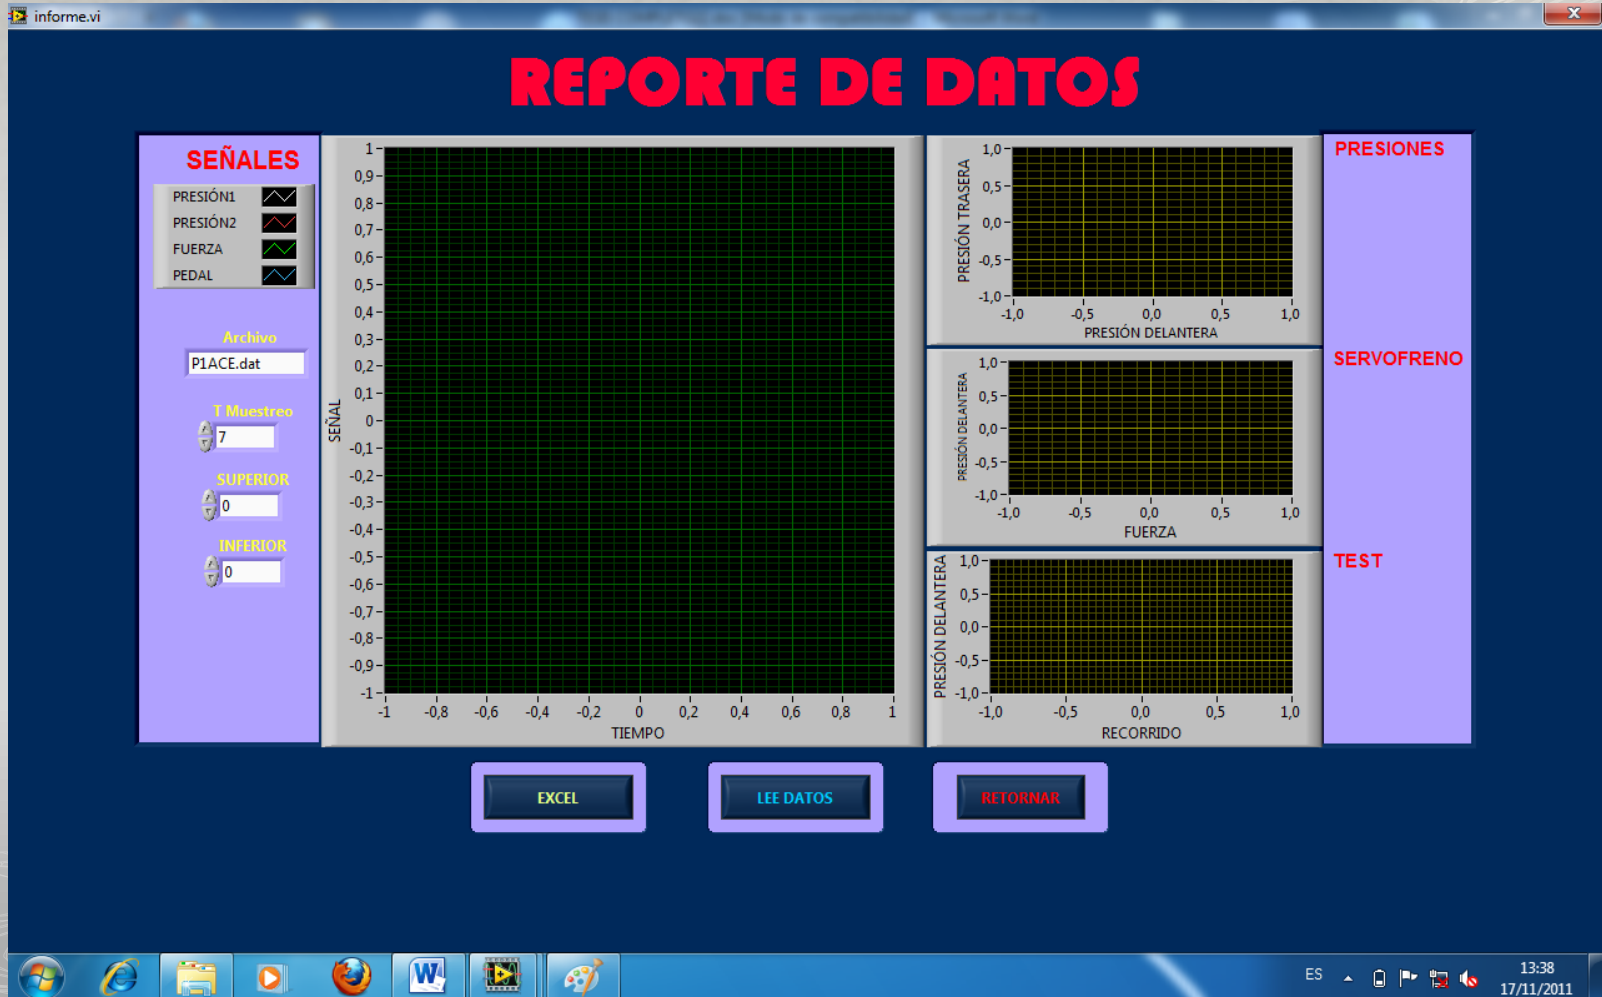 informe.vi
REPORTE DE DATOS
SEÑALES
PRESIÓN1
PRESIÓN2
FUERZA
PEDAL
Archivo
P1ACE.dat
T Muestreo
7
SUPERIOR
0
INFERIOR
0
SEÑAL
1
0,9
0,8
0,7
0,6
0,5
0,4
0,3
0,2
0,1
0
-0,1
-0,2
-0,3
-0,4
-0,5
-0,6
-0,7
-0,8
-0,9
-1
-1 -0,8 -0,6 -0,4 -0,2 0 0,2 0,4 0,6 0,8 1
TIEMPO
PRESIÓN TRASERA
1,0
0,5
0,0
-0,5
-1,0
-1,0 -0,5 0,0 0,5 1,0
PRESIÓN DELANTERA
PRESIONES
PRESIÓN DELANTERA
1,0
0,5
0,0
-0,5
-1,0
-1,0 -0,5 0,0 0,5 1,0
FUERZA
SERVOFRENO
PRESIÓN DELANTERA
1,0
0,5
0,0
-0,5
-1,0
-1,0 -0,5 0,0 0,5 1,0
RECORRIDO
TEST
EXCEL
LEE DATOS
RETORNAR
ES
13:38
17/11/2011